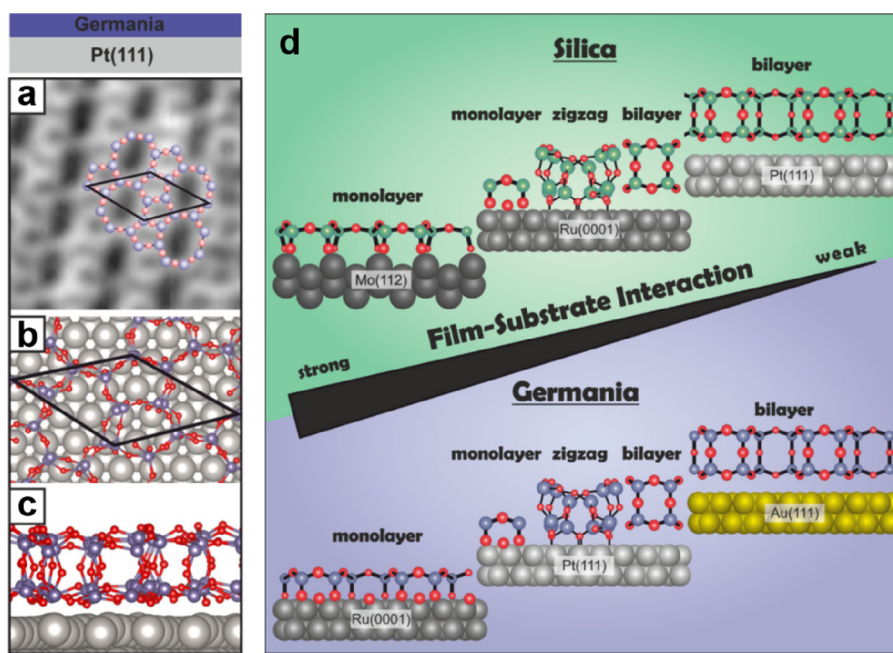 Germania
Pt(111)
a
b
c
d
Silica
bilayer
monolayer zigzag bilayer
Pt(111)
monolayer
Ru(0001)
Mo(112)
weak
Film-Substrate Interaction
strong
Germania
bilayer
monolayer zigzag bilayer
Au(111)
monolayer
Pt(111)
Ru(0001)